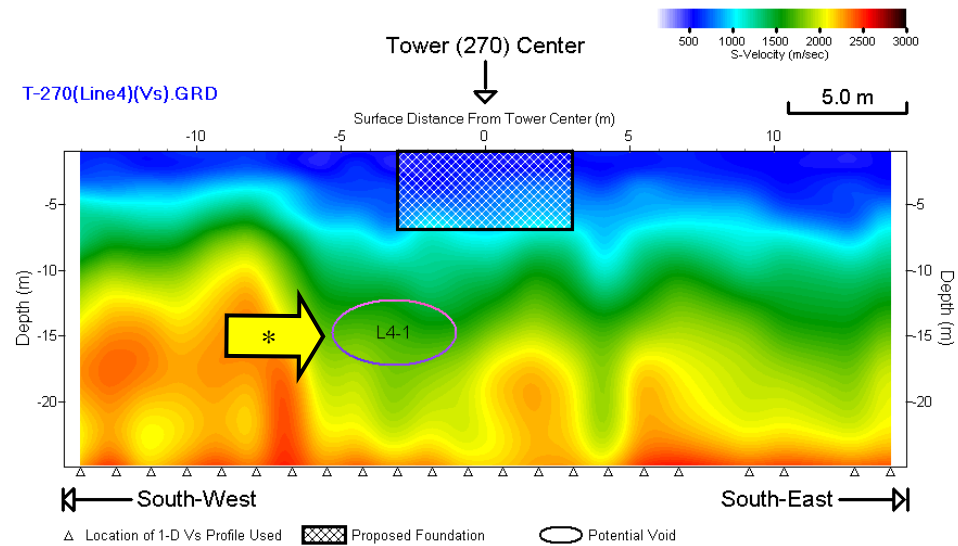 500 1000 1500 2000 2500 3000
S-Velocity (m/sec)
Tower (270) Center
T-270(Line4)(Vs).GRD
5.0 m
Surface Distance From Tower Center (m)
-10 -5 0 5 10
-5 -5
-10 -10
Depth (m) Depth (m)
* L4-1
-15 -15
-20 -20
South-West South-East
Location of 1-D Vs Profile Used Proposed Foundation Potential Void